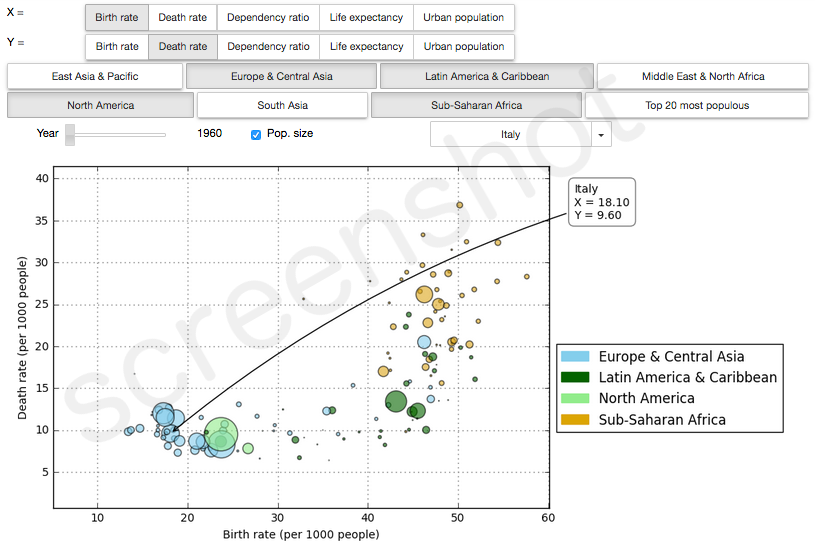 X = Birth rate Death rate Dependency ratio Life expectancy Urban population
Y = Birth rate Death rate Dependency ratio Life expectancy Urban population
East Asia & Pacific Europe & Central Asia Latin America & Caribbean Middle East & North Africa
North America South Asia Sub-Saharan Africa Top 20 most populous
Year 1960 Pop. size Italy
screenshot
40
35
30
25
20
15
10
5
Death rate (per 1000 people)
10 20 30 40 50 60
Birth rate (per 1000 people)
Italy
X = 18.10
Y = 9.60
Europe & Central Asia
Latin America & Caribbean
North America
Sub-Saharan Africa